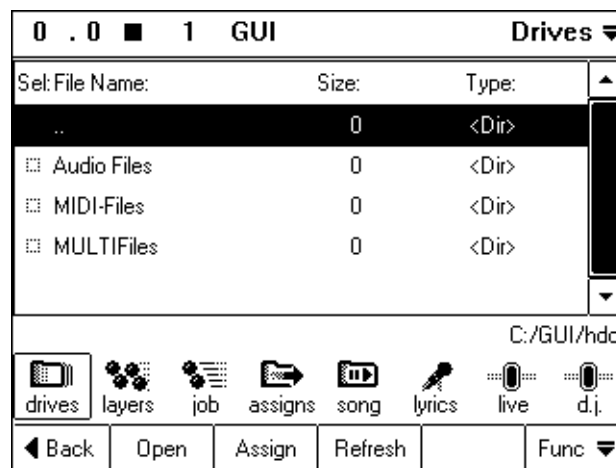 0 .0 ■ 1 GUI Drives
Sel: File Name: Size: Type:
.. 0 <Dir>
Audio Files 0 <Dir>
MIDI-Files 0 <Dir>
MULTIFiles 0 <Dir>
C:/GUI/hdd
drives layers job assigns song lyrics live d.j.
Back Open Assign Refresh Func